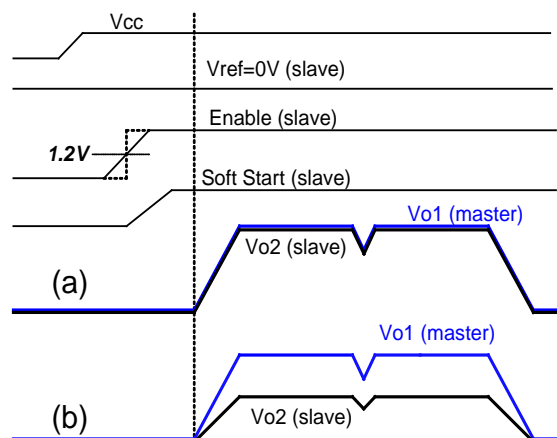 Vcc
Vref=0V (slave)
Enable (slave)
1.2V
Soft Start (slave)
Vo1 (master)
Vo2 (slave)
(a)
Vo1 (master)
Vo2 (slave)
(b)